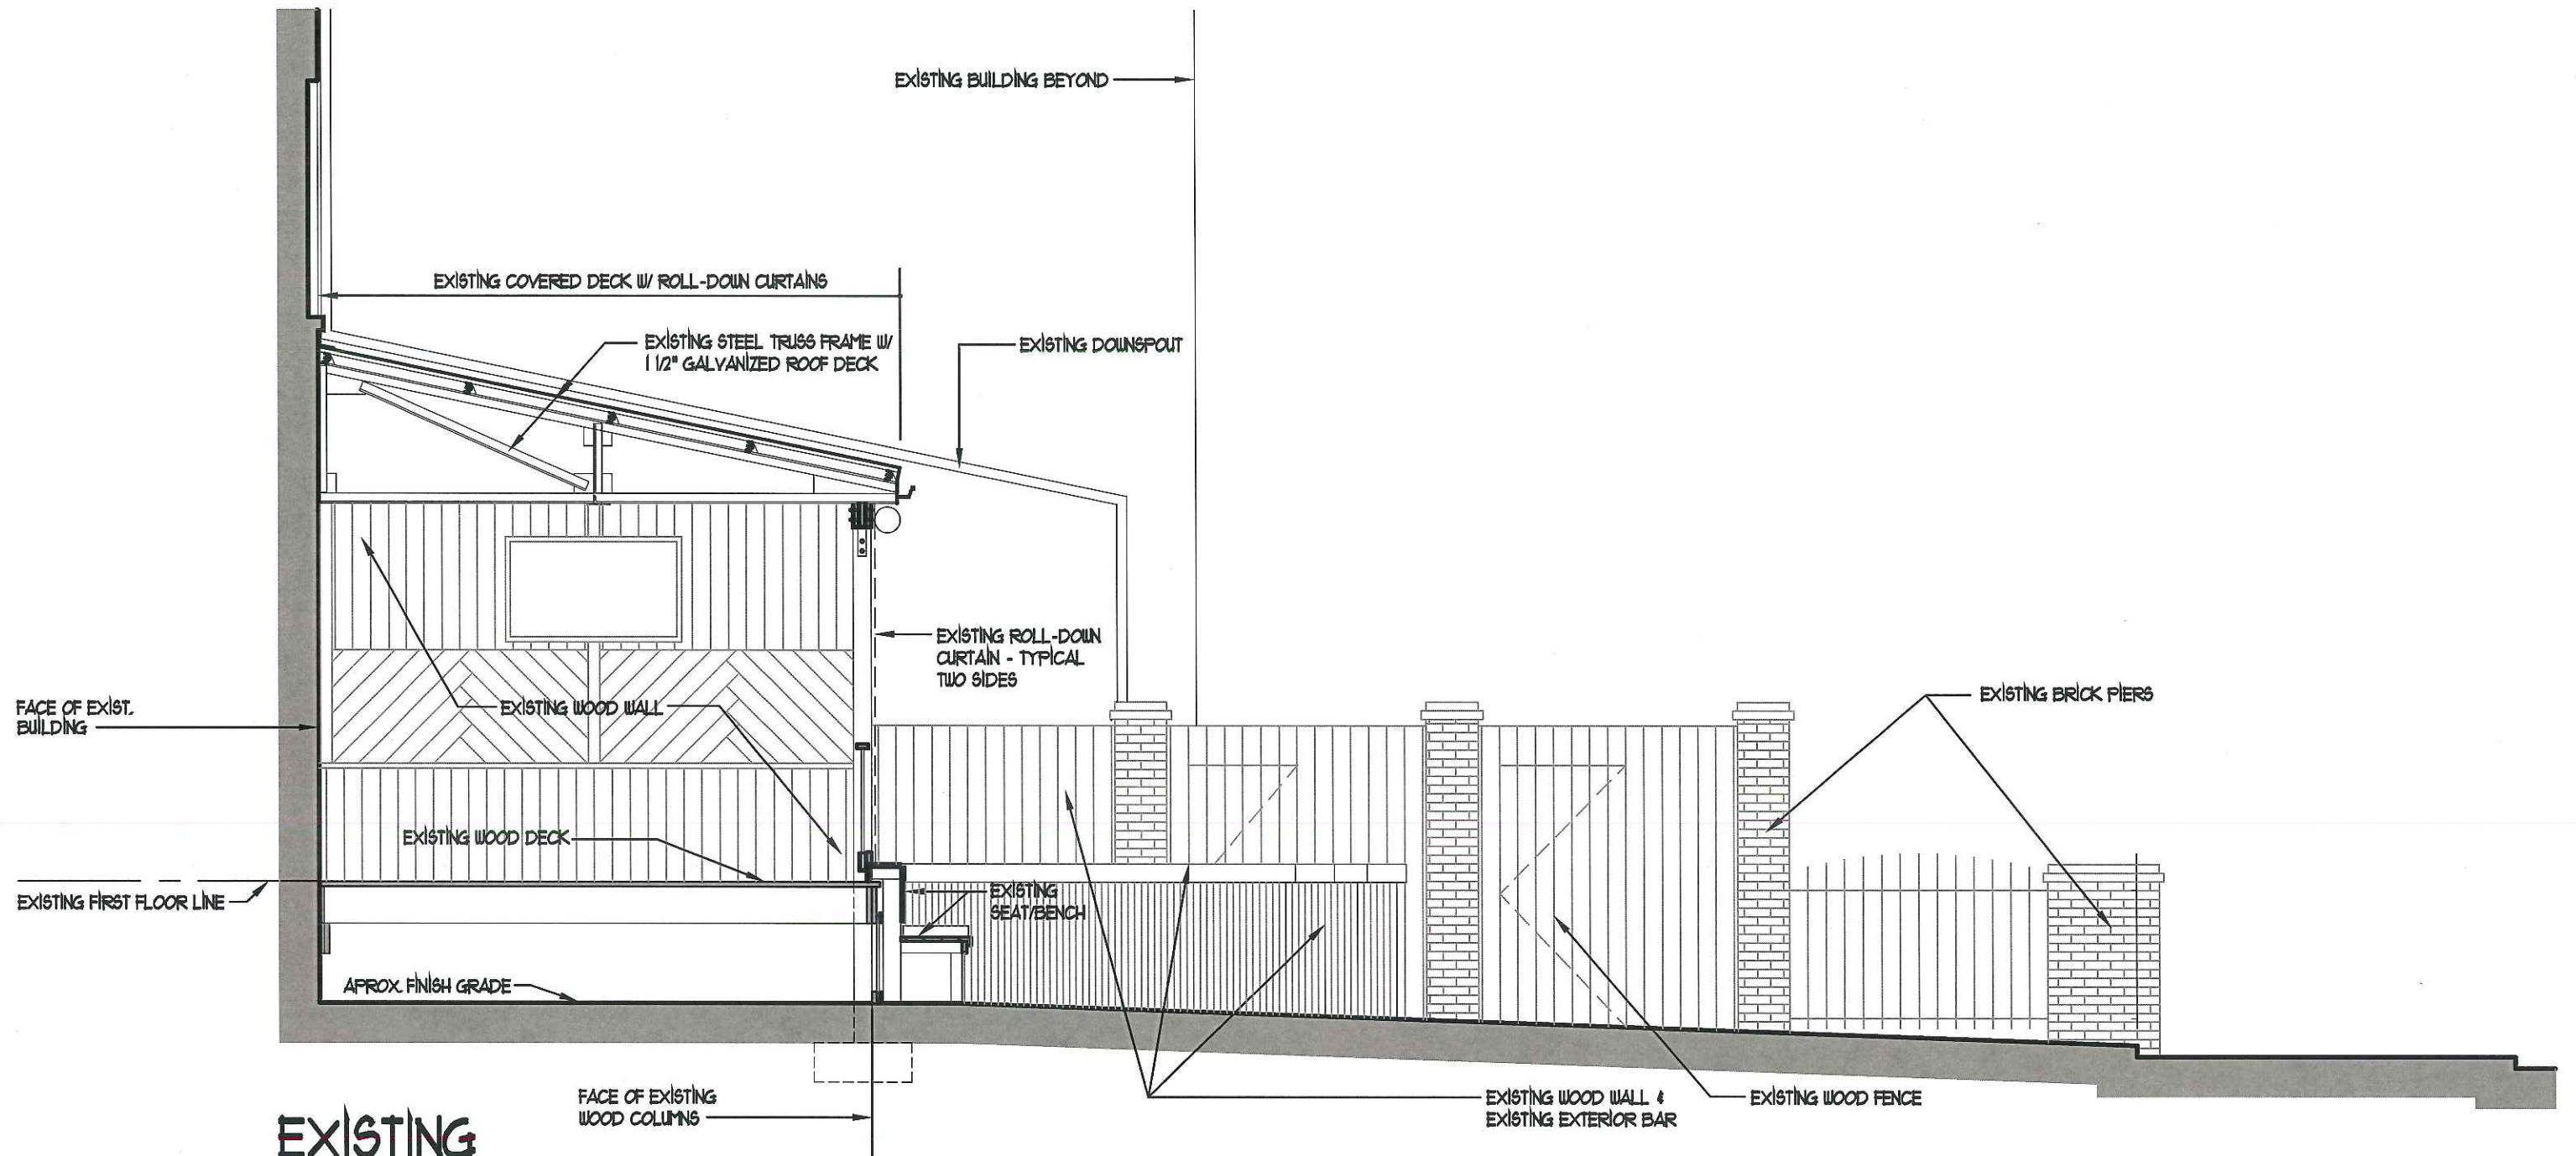 EXISTING BUILDING BEYOND
EXISTING COVERED DECK W/ ROLL-DOWN CURTAINS
EXISTING STEEL TRUSS FRAME W/
1 1/2" GALVANIZED ROOF DECK
EXISTING DOWNSPOUT
EXISTING ROLL-DOWN
CURTAIN - TYPICAL
TWO SIDES
EXISTING BRICK PIERS
FACE OF EXIST.
BUILDING
EXISTING WOOD WALL
EXISTING WOOD DECK
EXISTING FIRST FLOOR LINE
EXISTING
SEAT/BENCH
APROX. FINISH GRADE
FACE OF EXISTING
WOOD COLUMNS
EXISTING WOOD WALL &
EXISTING EXTERIOR BAR
EXISTING WOOD FENCE
EXISTING